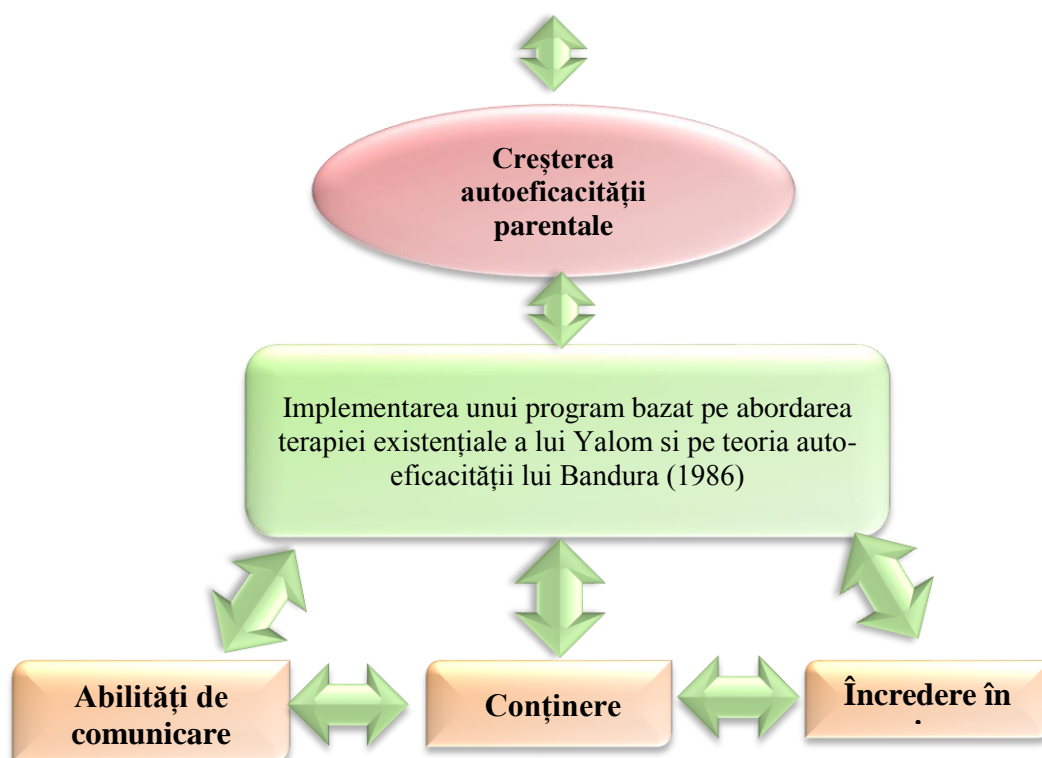 Creșterea
autoeficacității
parentale
Implementarea unui program bazat pe abordarea
terapiei existențiale a lui Yalom si pe teoria auto-
eficacității lui Bandura (1986)
Abilități de
comunicare
Conținere
Încredere în